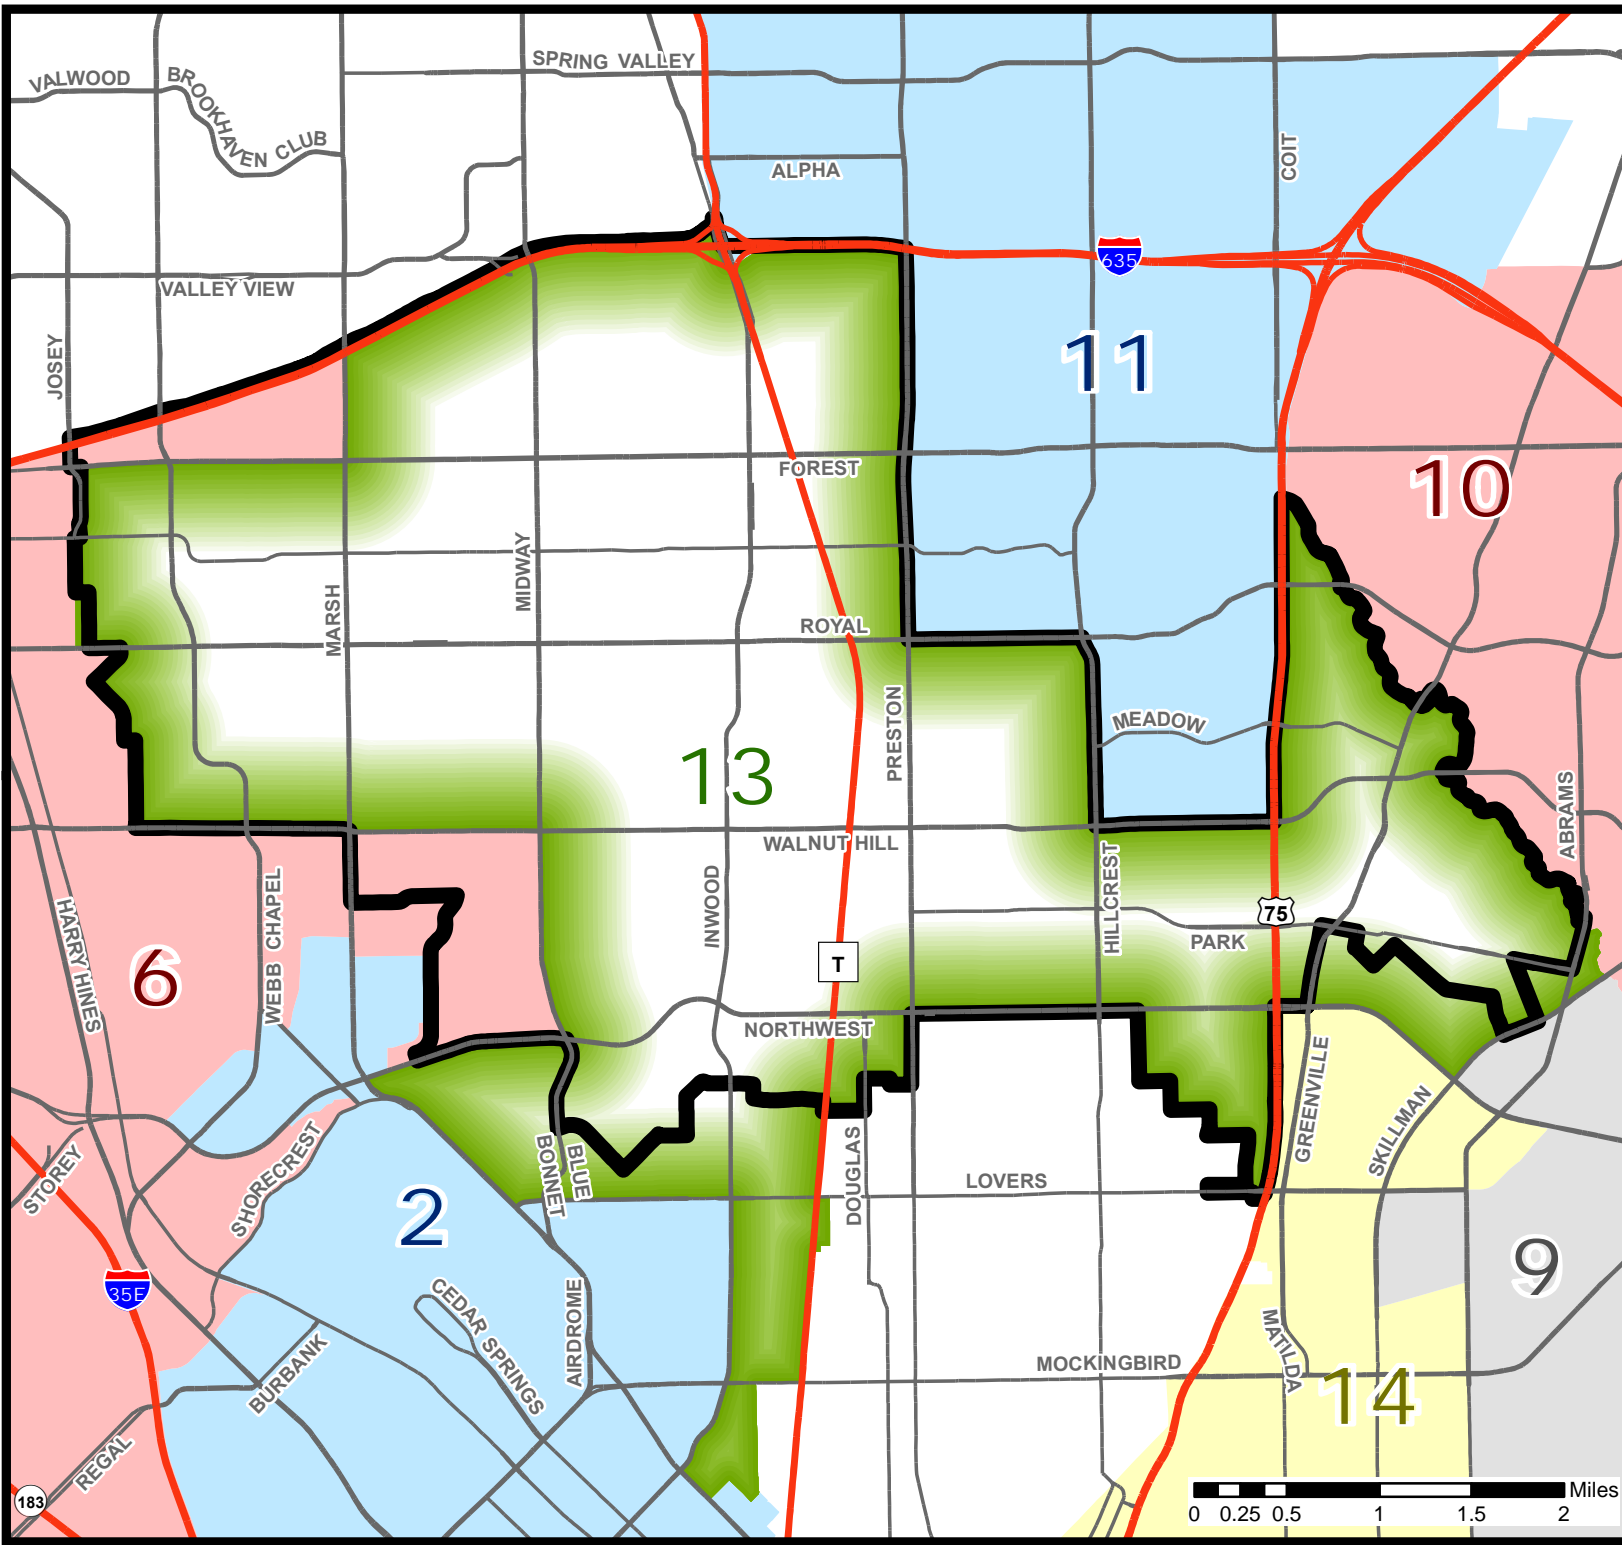 SPRING VALLEY
VALWOOD
BROOKHAVEN CLUB
ALPHA
COIT
635
VALLEY VIEW
JOSEY
11
FOREST
10
MIDWAY
MARSH
ROYAL
PRESTON
MEADOW
13
WALNUT HILL
ABRAMS
HILLCREST
INWOOD
WEBB CHAPEL
HARRY HINES
75
PARK
6
T
NORTHWEST
GREENVILLE
SKILLMAN
SHORECREST
STOREY
BLUE
BONNET
DOUGLAS
LOVERS
2
9
35E
CEDAR SPRINGS
AIRDROME
MATILDA
BURBANK
MOCKINGBIRD
14
REGAL
183
Miles
0 0.25 0.5 1 1.5 2